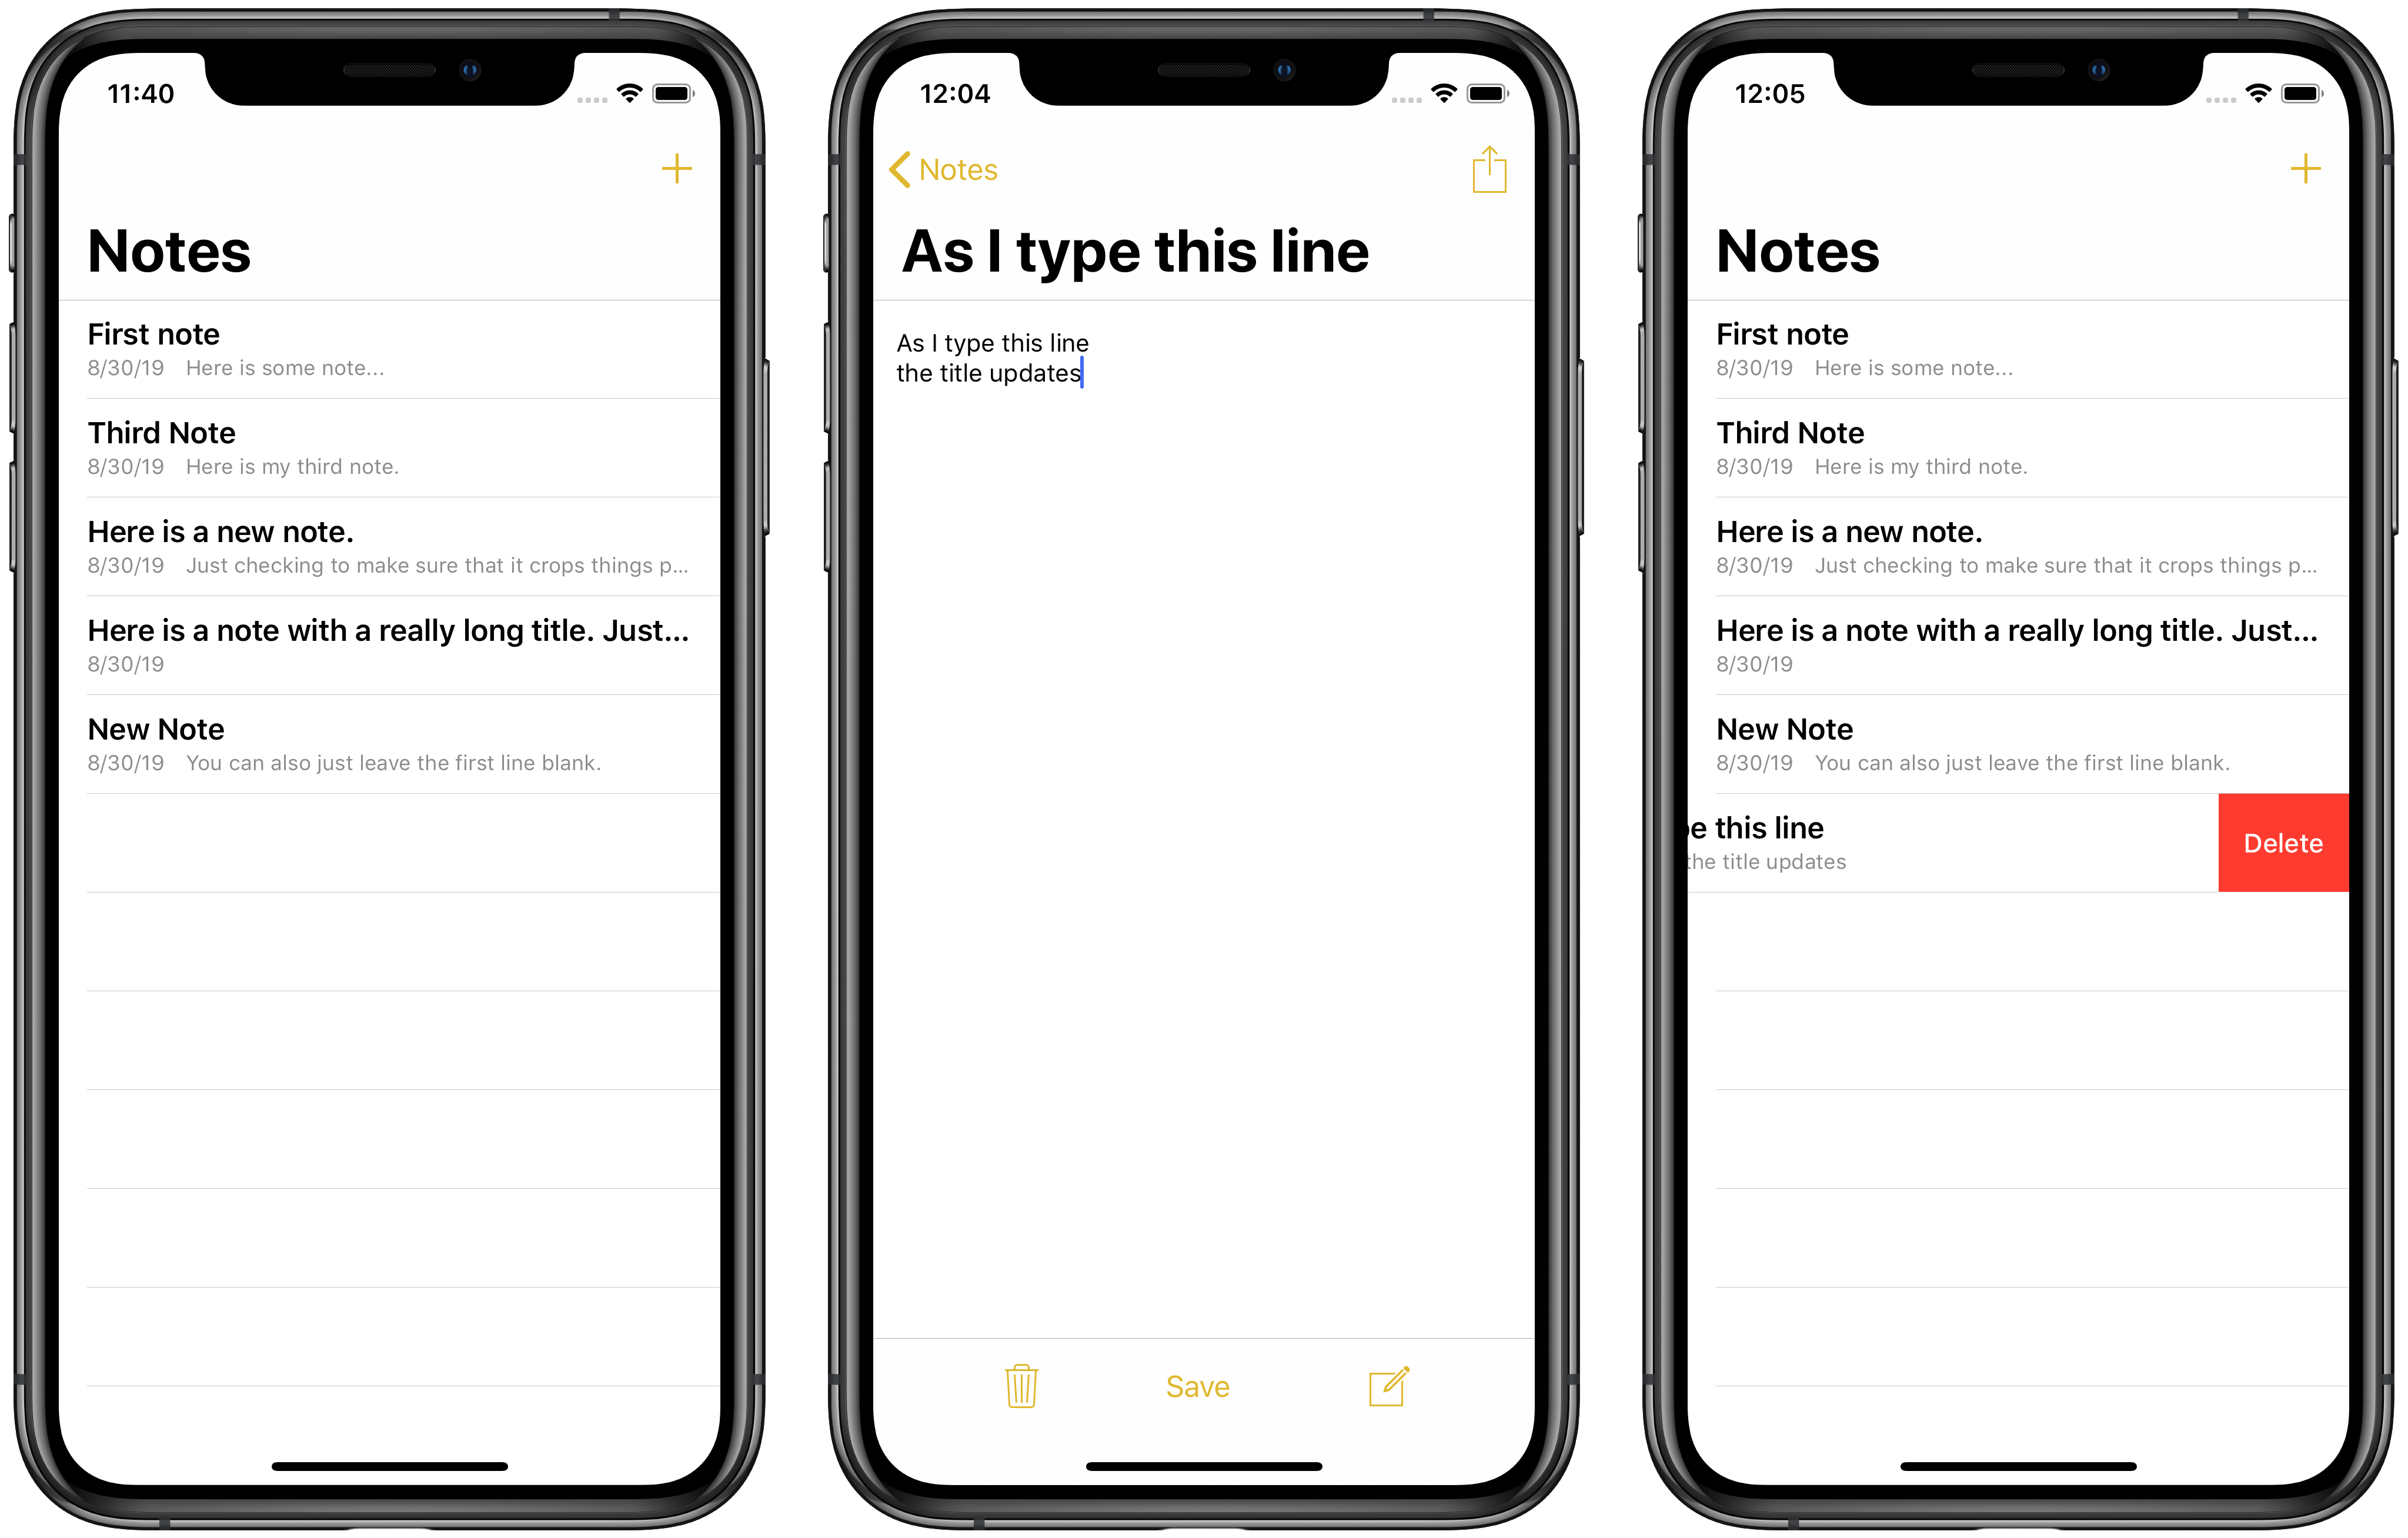 11:40
Notes
First note
8/30/19 Here is some note...
Third Note
8/30/19 Here is my third note.
Here is a new note.
8/30/19 Just checking to make sure that it crops things p...
Here is a note with a really long title. Just...
8/30/19
New Note
8/30/19 You can also just leave the first line blank.
12:04
Notes
As I type this line
As I type this line
the title updates
Save
12:05
Notes
First note
8/30/19 Here is some note...
Third Note
8/30/19 Here is my third note.
Here is a new note.
8/30/19 Just checking to make sure that it crops things p...
Here is a note with a really long title. Just...
8/30/19
New Note
8/30/19 You can also just leave the first line blank.
pe this line
the title updates
Delete